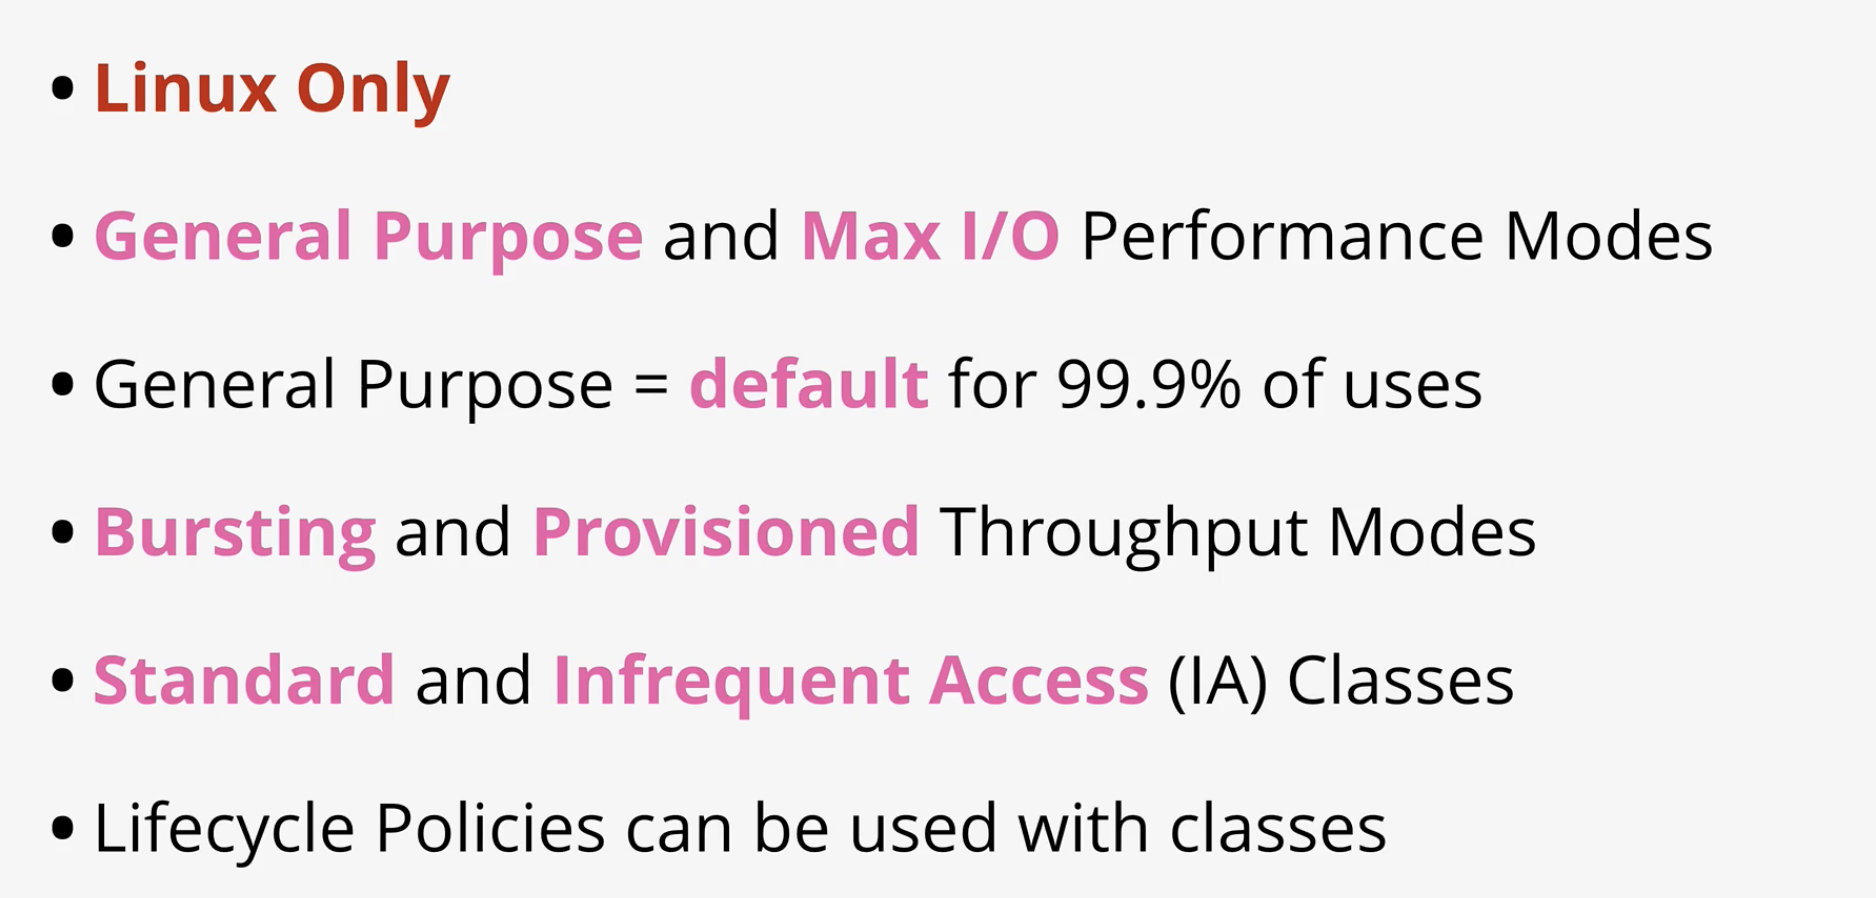 • Linux Only
• General Purpose and Max I/O Performance Modes
• General Purpose = default for 99.9% of uses
• Bursting and Provisioned Throughput Modes
• Standard and Infrequent Access (IA) Classes
• Lifecycle Policies can be used with classes